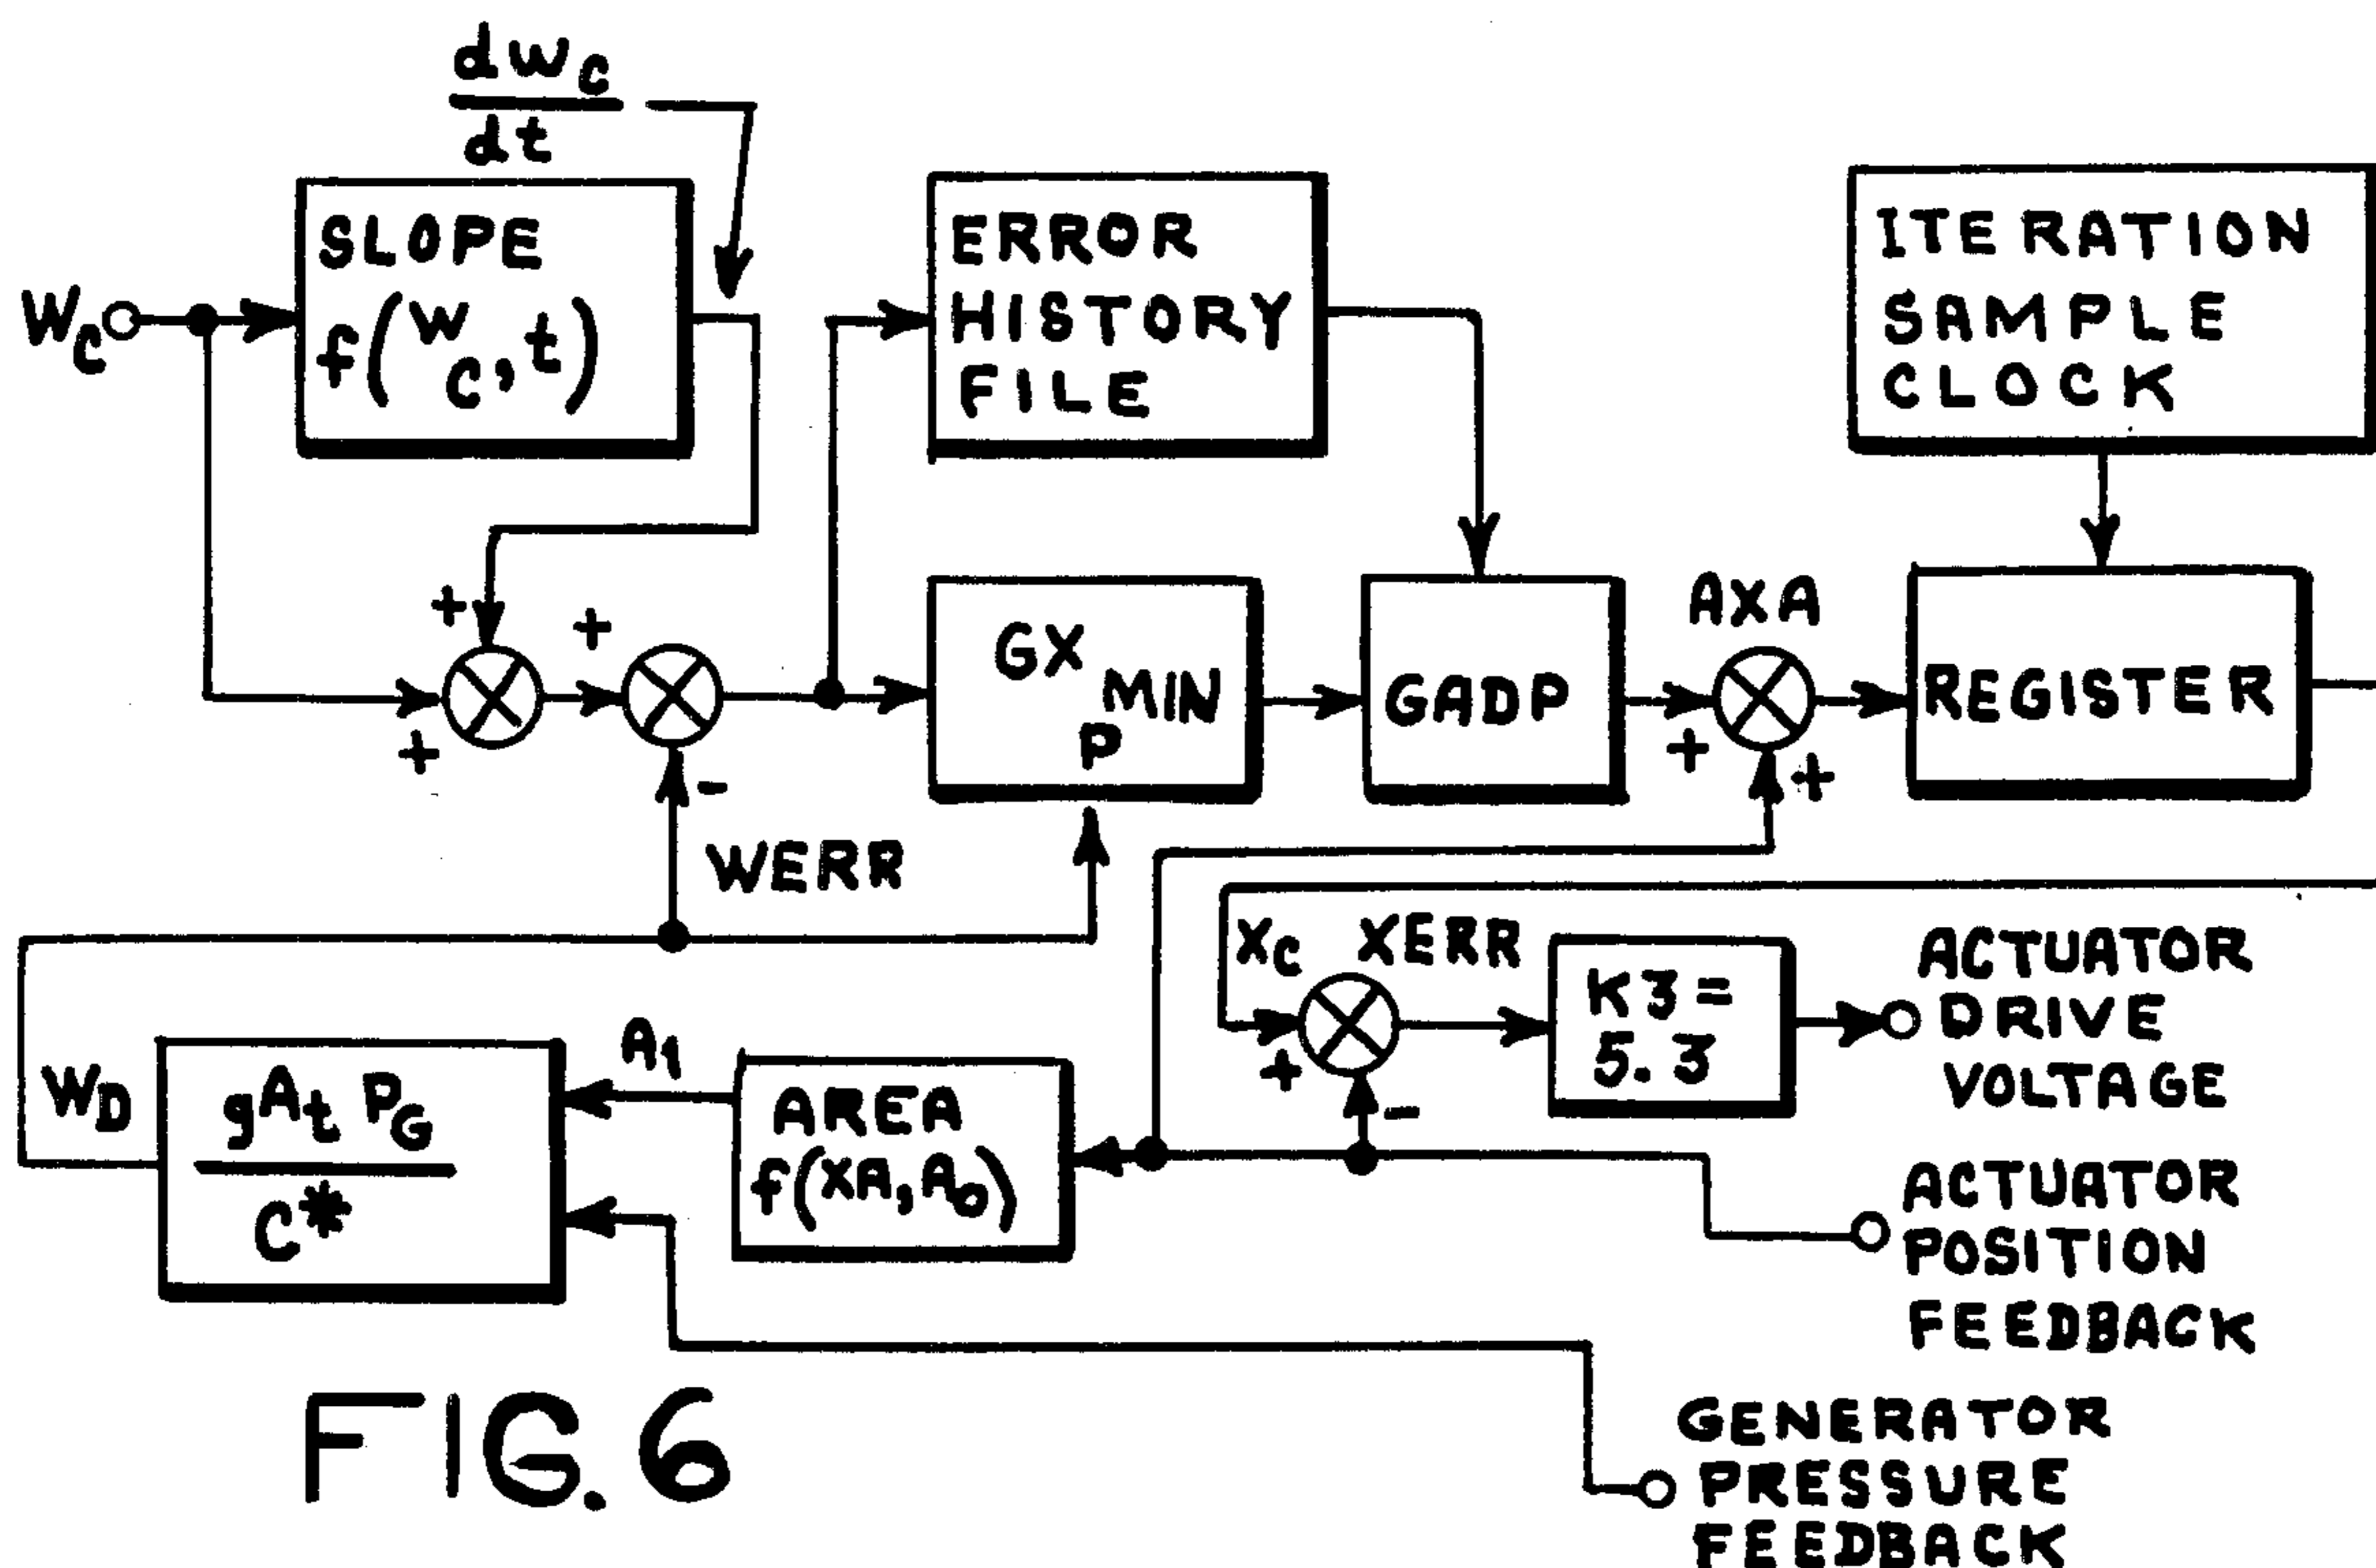 dwc
dt
Wc
SLOPE
f(wc,t)
ERROR
HISTORY
FILE
ITERATION
SAMPLE
CLOCK
+
+
+
-
WERR
GX MIN
P
GADP
AXA
+
+
REGISTER
Xc XERR
+
-
K3=
5.3
ACTUATOR
DRIVE
VOLTAGE
WD
gAt PG
C*
A1
AREA
f(XA,Ao)
ACTUATOR
POSITION
FEEDBACK
GENERATOR
PRESSURE
FEEDBACK
FIG.6